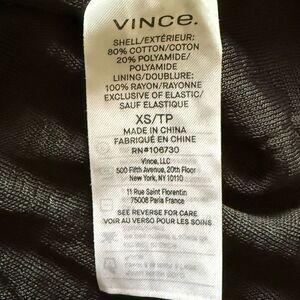 VINCE.
SHELL/EXTÉRIEUR:
80% COTTON/COTON
20% POLYAMIDE/
POLYAMIDE
LINING/DOUBLURE:
100% RAYON/RAYONNE
EXCLUSIVE OF ELASTIC/
SAUF ÉLASTIQUE
XS/TP
MADE IN CHINA
FABRIQUÉ EN CHINE
RN#106730
Vince, LLC
500 Fifth Avenue, 20th Floor
New York, NY 10110
11 Rue Saint Florentin
75008 Paris France
SEE REVERSE FOR CARE
VOIR AU VERSO POUR LES SOINS